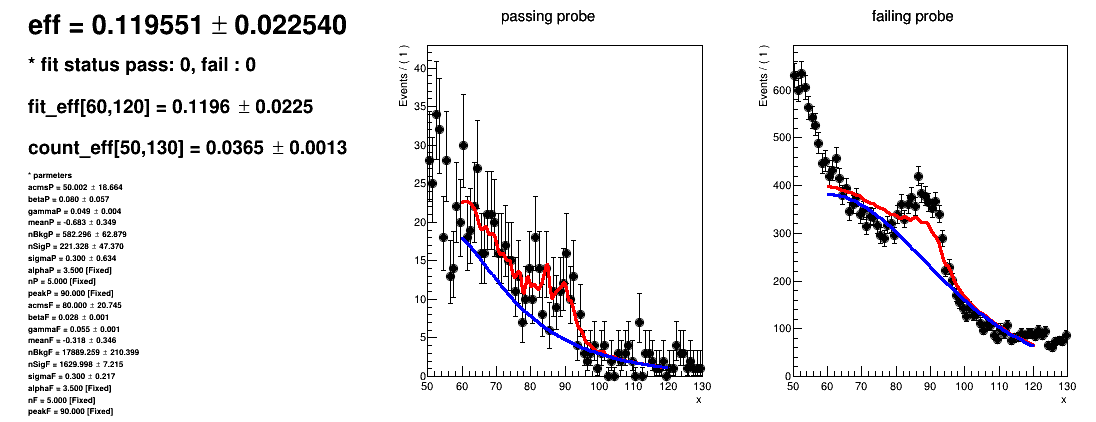 eff = 0.119551 ± 0.022540
* fit status pass: 0, fail : 0
fit_eff[60,120] = 0.1196 ± 0.0225
count_eff[50,130] = 0.0365 ± 0.0013
* parmeters
acmsP = 50.002 ± 18.664
betaP = 0.080 ± 0.057
gammaP = 0.049 ± 0.004
meanP = -0.683 ± 0.349
nBkgP = 582.296 ± 62.879
nSigP = 221.328 ± 47.370
sigmaP = 0.300 ± 0.634
alphaP = 3.500 [Fixed]
nP = 5.000 [Fixed]
peakP = 90.000 [Fixed]
acmsF = 80.000 ± 20.745
betaF = 0.028 ± 0.001
gammaF = 0.055 ± 0.001
meanF = -0.318 ± 0.346
nBkgF = 17889.259 ± 210.399
nSigF = 1629.998 ± 7.215
sigmaF = 0.300 ± 0.217
alphaF = 3.500 [Fixed]
nF = 5.000 [Fixed]
peakF = 90.000 [Fixed]
passing probe
Events / ( 1 )
40
35
30
25
20
15
10
5
0
50 60 70 80 90 100 110 120 130
x
failing probe
Events / ( 1 )
600
500
400
300
200
100
0
50 60 70 80 90 100 110 120 130
x